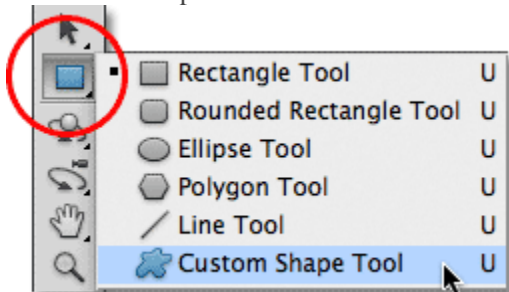 Rectangle Tool U
Rounded Rectangle Tool U
Ellipse Tool U
Polygon Tool U
Line Tool U
Custom Shape Tool U